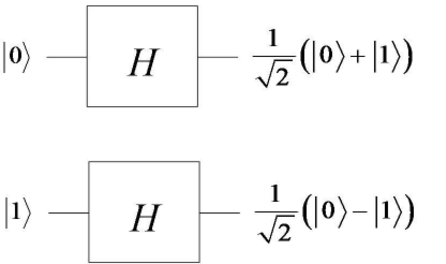 |0⟩ H 1/√2 (|0⟩ + |1⟩)
|1⟩ H 1/√2 (|0⟩ − |1⟩)